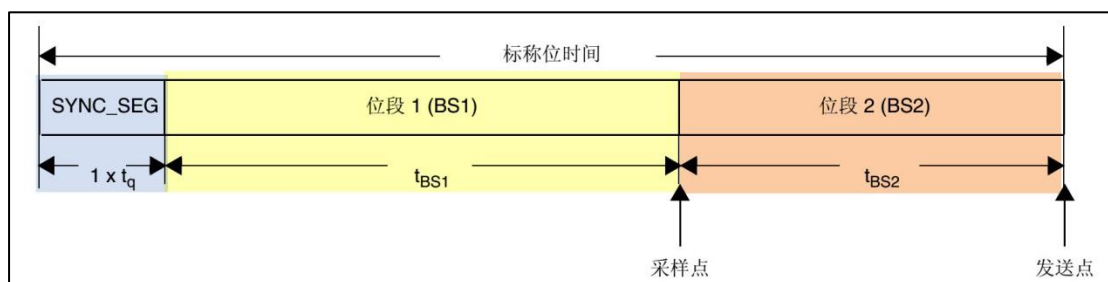 标称位时间
SYNC_SEG 位段 1 (BS1) 位段 2 (BS2)
1 x tq tBS1 tBS2
采样点 发送点